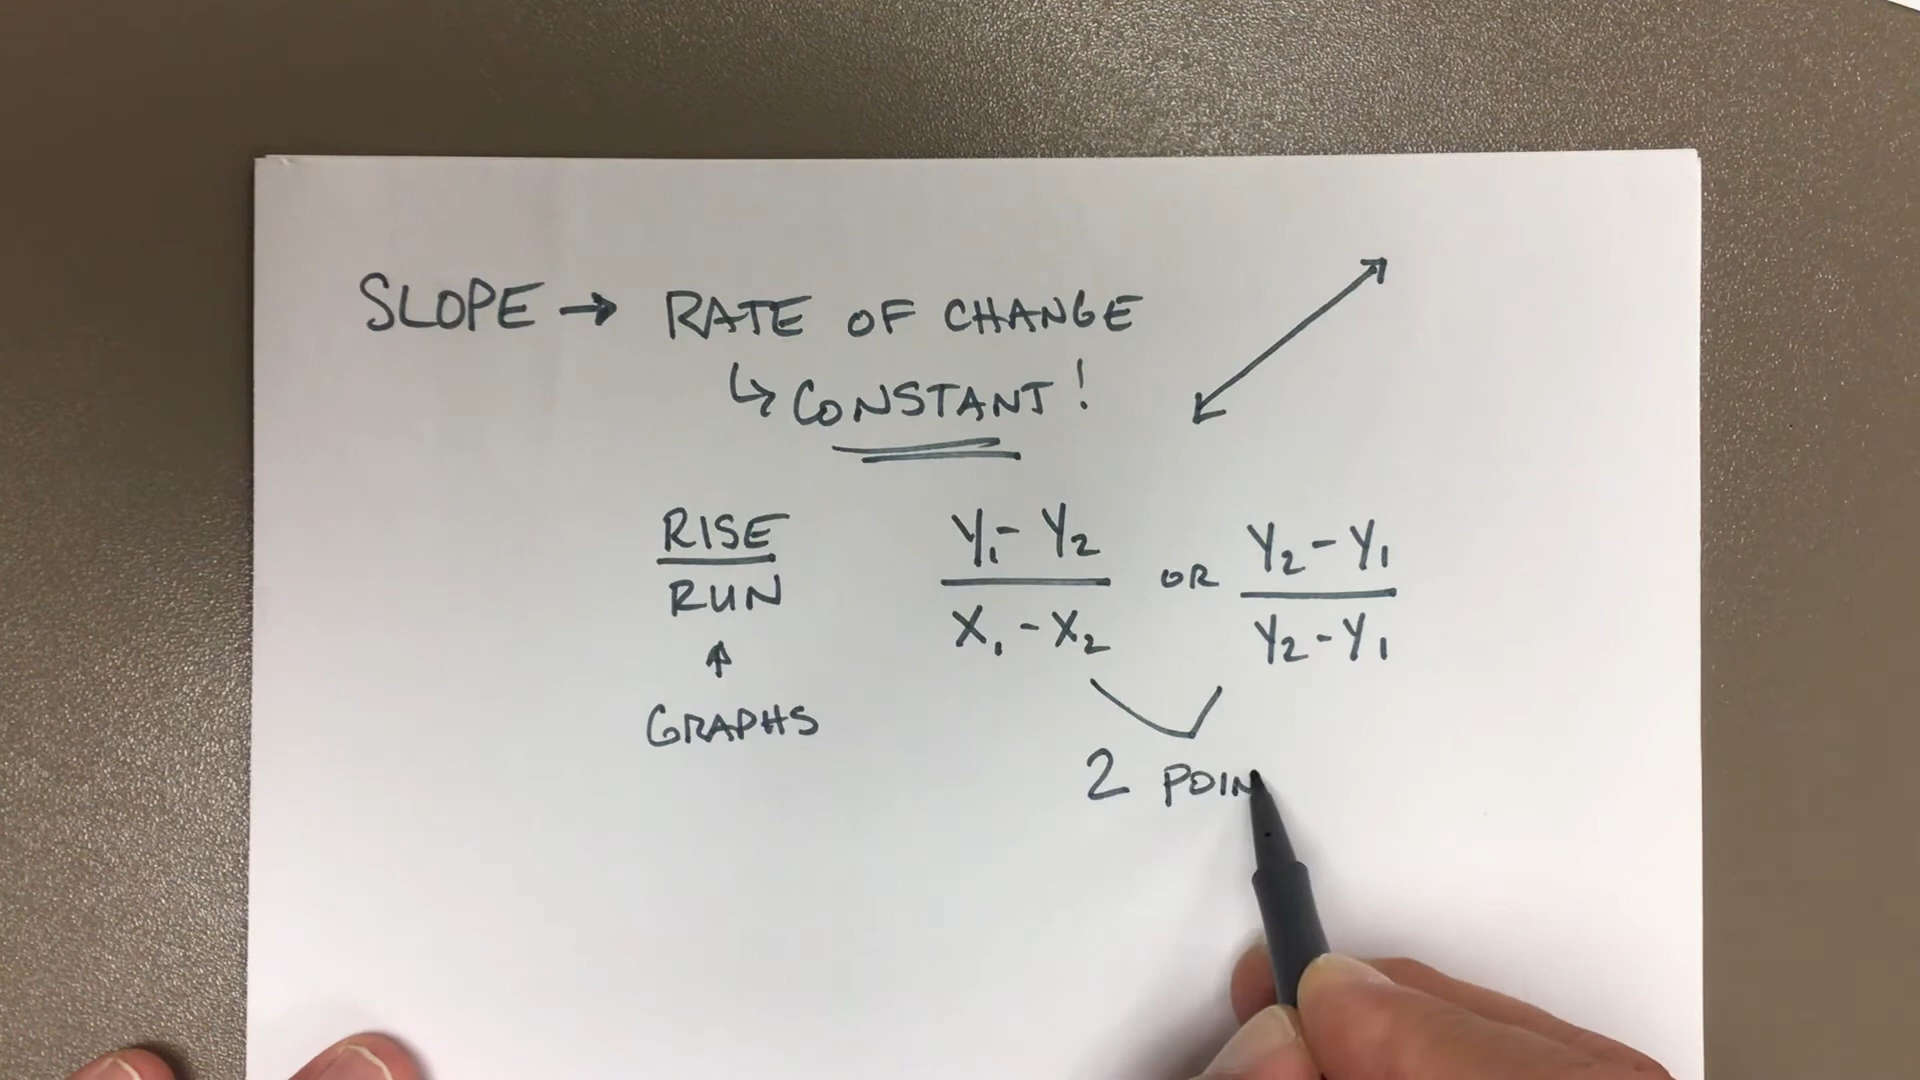 SLOPE → RATE OF CHANGE
↳ CONSTANT!
RISE
RUN
↑
GRAPHS
Y₁ - Y₂
X₁ - X₂
OR
Y₂ - Y₁
Y₂ - Y₁
2 POIN